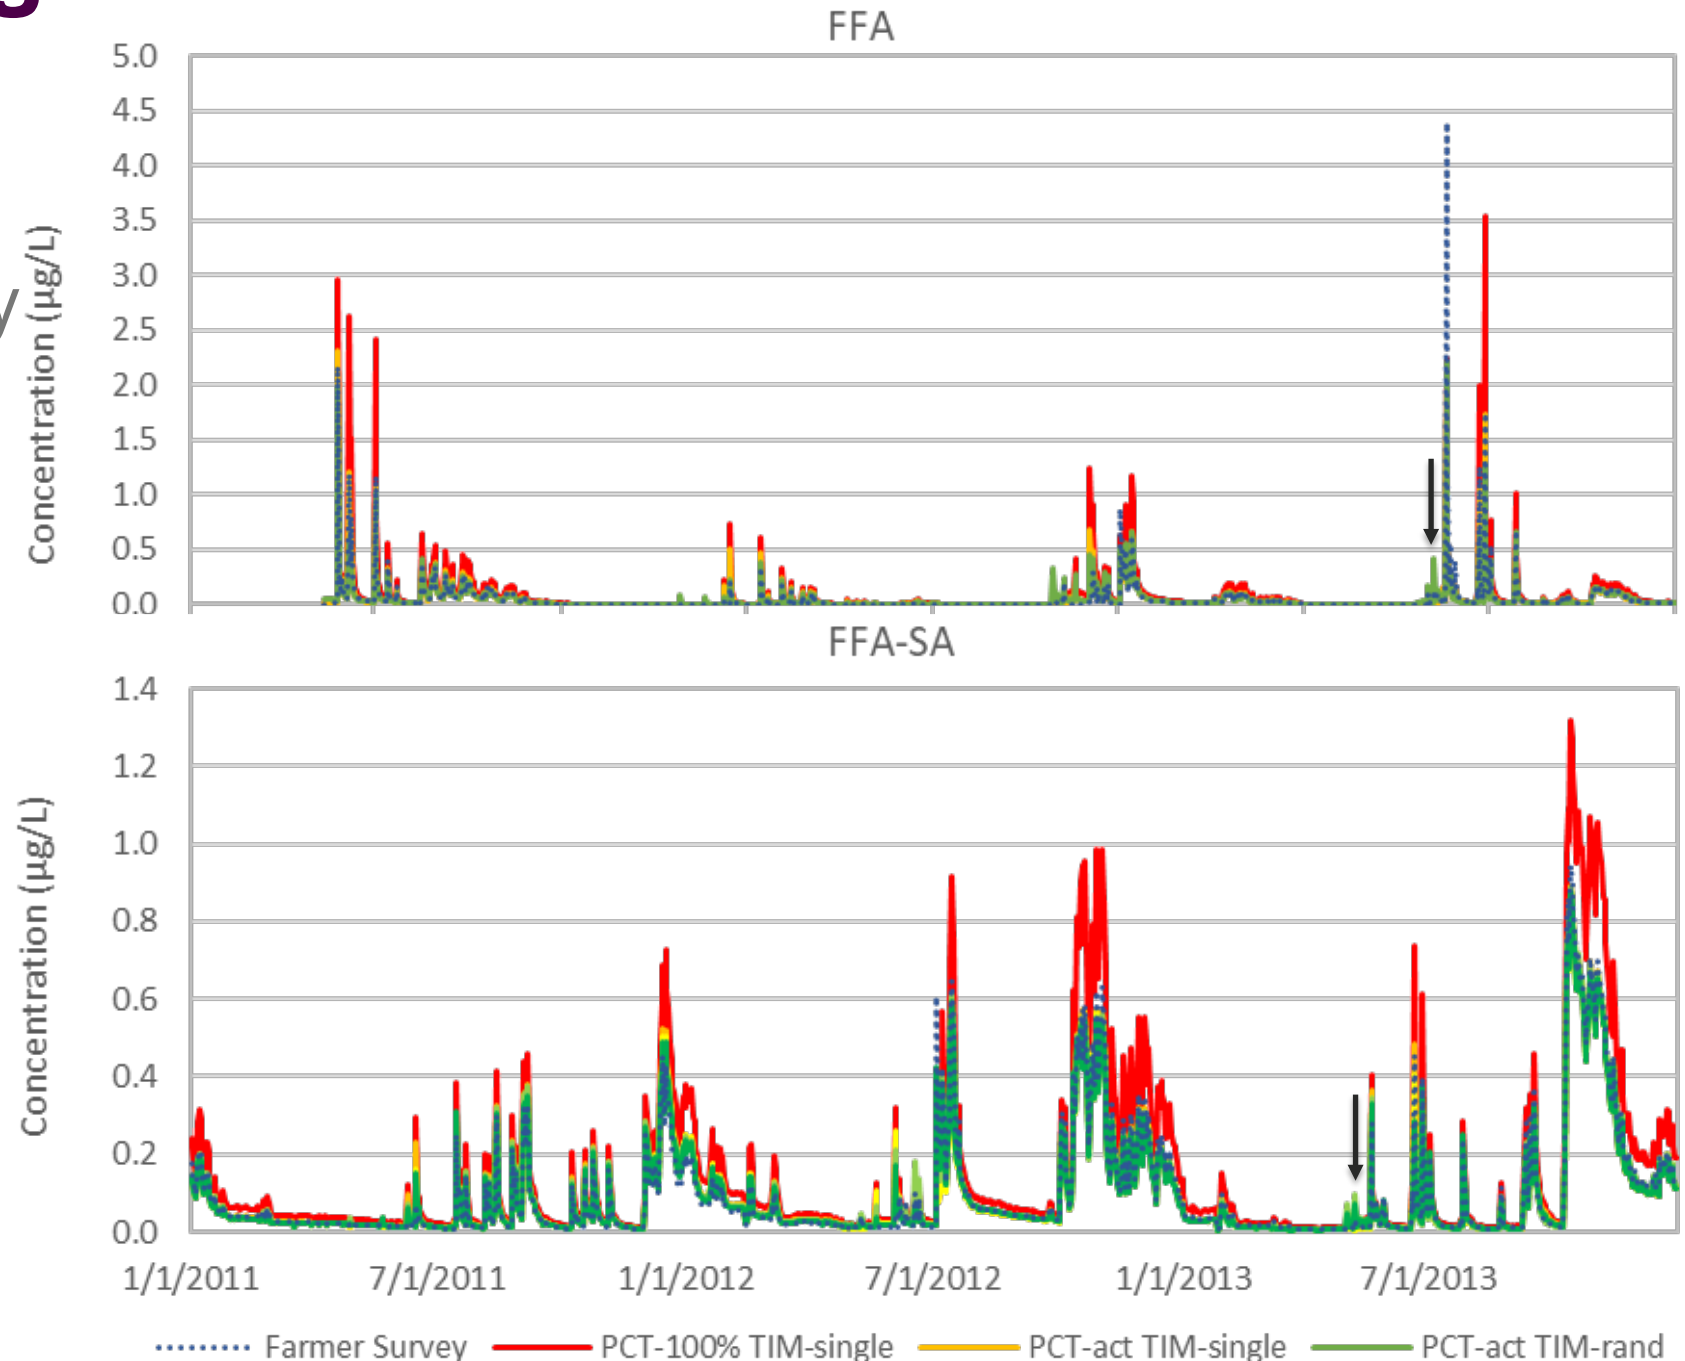 g
FFA
5.0
4.5
4.0
3.5
3.0
2.5
2.0
1.5
1.0
0.5
0.0
y
Concentration (µg/L)
FFA-SA
1.4
1.2
1.0
0.8
0.6
0.4
0.2
0.0
Concentration (µg/L)
1/1/2011 7/1/2011 1/1/2012 7/1/2012 1/1/2013 7/1/2013
Farmer Survey PCT-100% TIM-single PCT-act TIM-single PCT-act TIM-rand